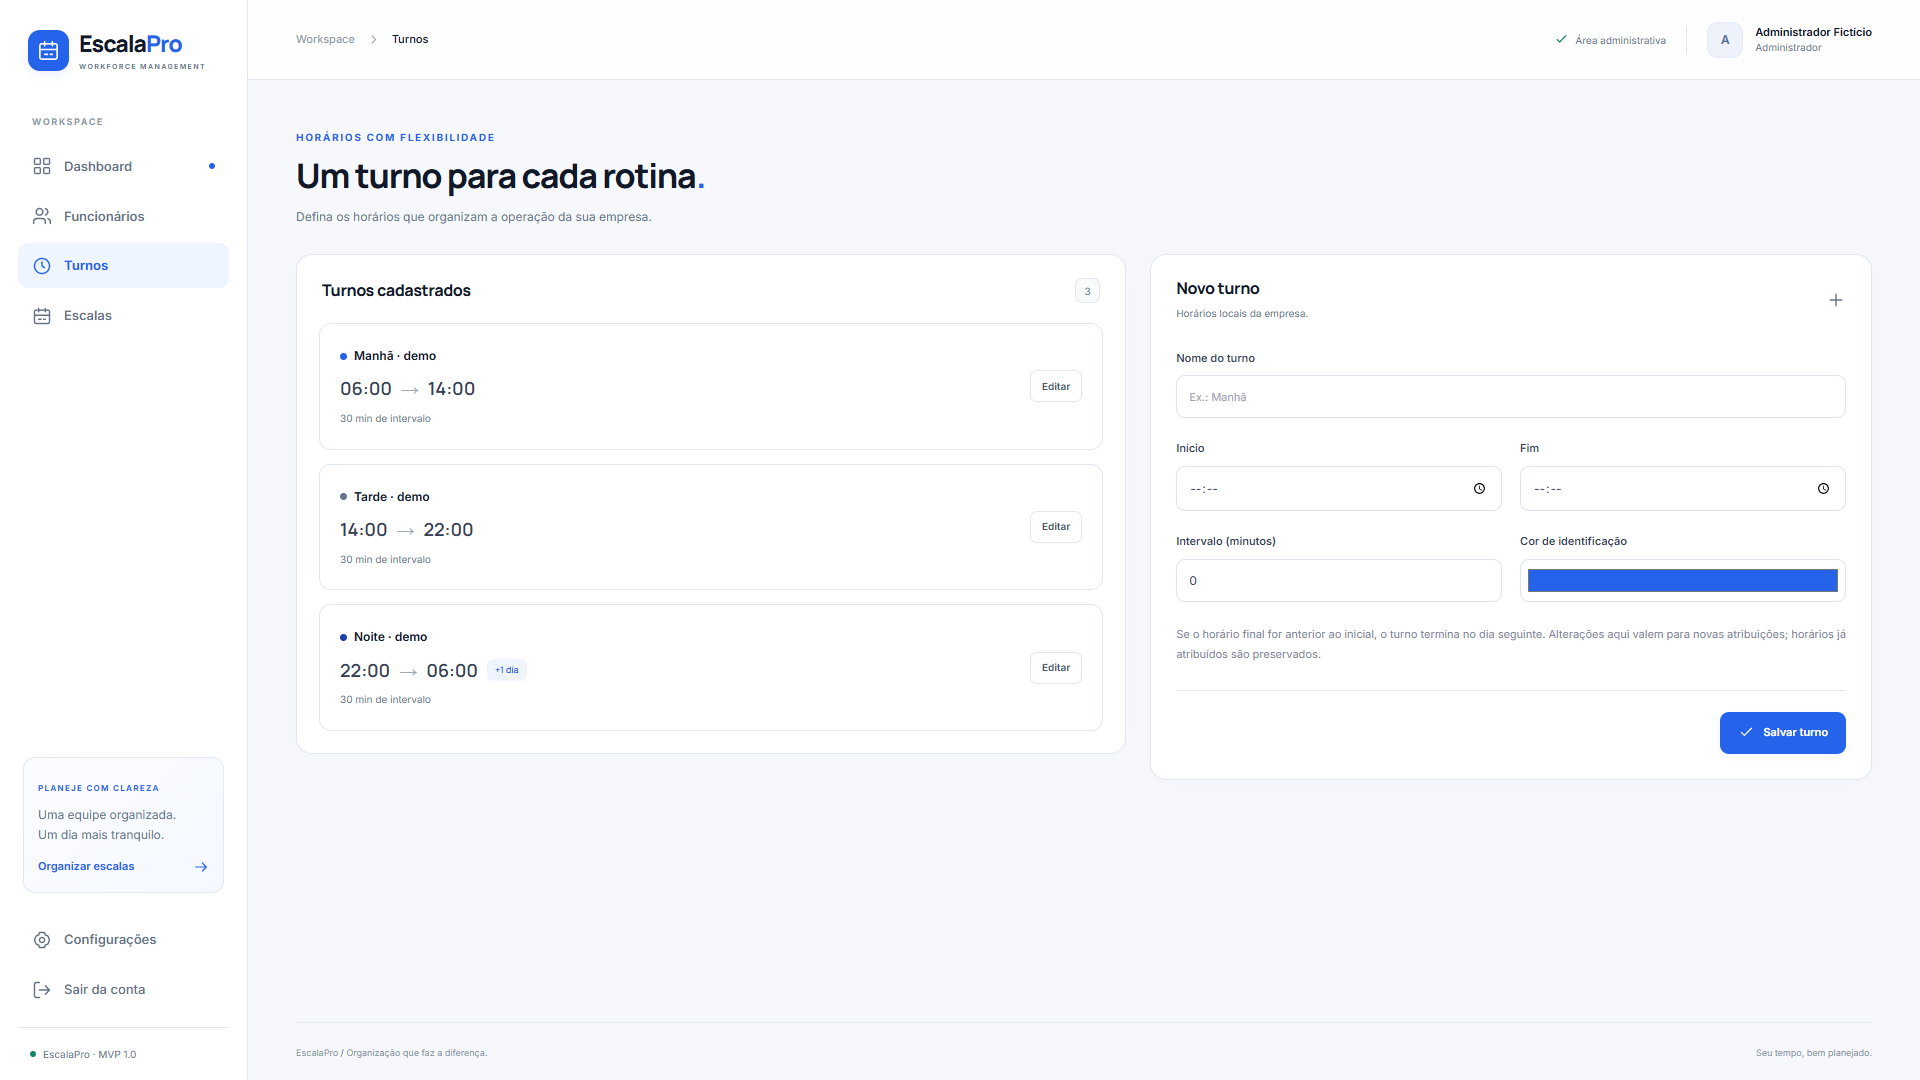 EscalaPro
WORKFORCE MANAGEMENT
WORKSPACE
Dashboard
Funcionários
Turnos
Escalas
PLANEJE COM CLAREZA
Uma equipe organizada.
Um dia mais tranquilo.
Organizar escalas
Configurações
Sair da conta
EscalaPro · MVP 1.0
Workspace
Turnos
Área administrativa
A
Administrador Fictício
Administrador
HORÁRIOS COM FLEXIBILIDADE
Um turno para cada rotina.
Defina os horários que organizam a operação da sua empresa.
Turnos cadastrados
3
Manhã · demo
06:00 → 14:00
30 min de intervalo
Editar
Tarde · demo
14:00 → 22:00
30 min de intervalo
Editar
Noite · demo
22:00 → 06:00 +1 dia
30 min de intervalo
Editar
Novo turno
Horários locais da empresa.
Nome do turno
Ex.: Manhã
Início
Fim
--:--
--:--
Intervalo (minutos)
Cor de identificação
0
Se o horário final for anterior ao inicial, o turno termina no dia seguinte. Alterações aqui valem para novas atribuições; horários já
atribuídos são preservados.
Salvar turno
EscalaPro / Organização que faz a diferença.
Seu tempo, bem planejado.